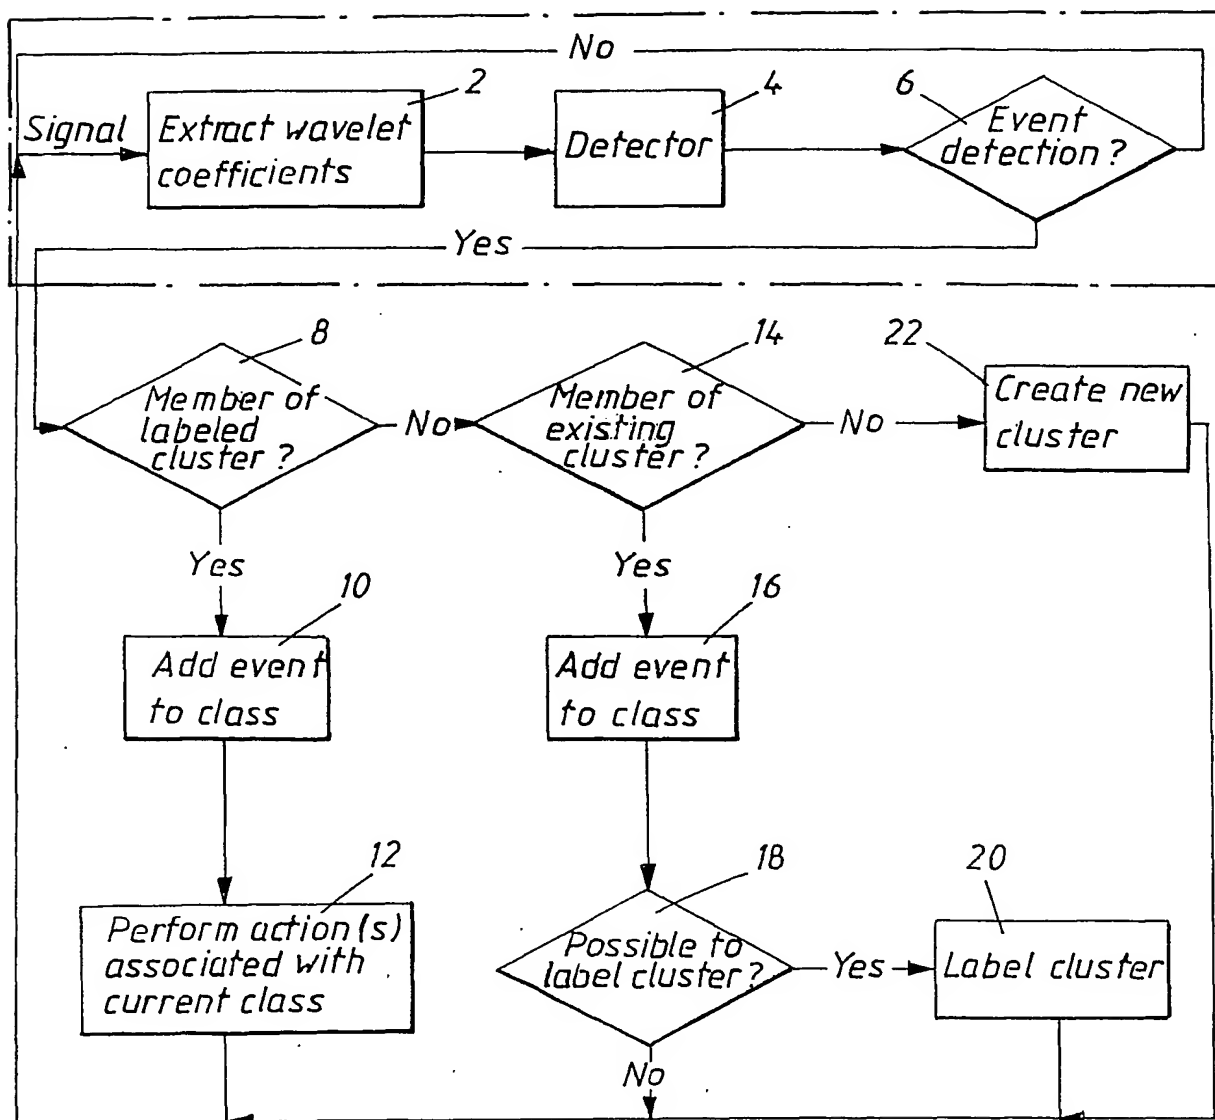 No
2
4
6
Signal
Extract wavelet
coefficients
Detector
Event
detection?
Yes
8
14
22
Member of
labeled
cluster?
No
Member of
existing
cluster?
No
Create new
cluster
Yes
Yes
10
16
Add event
to class
Add event
to class
12
18
20
Perform action(s)
associated with
current class
Possible to
label cluster?
Yes
Label cluster
No